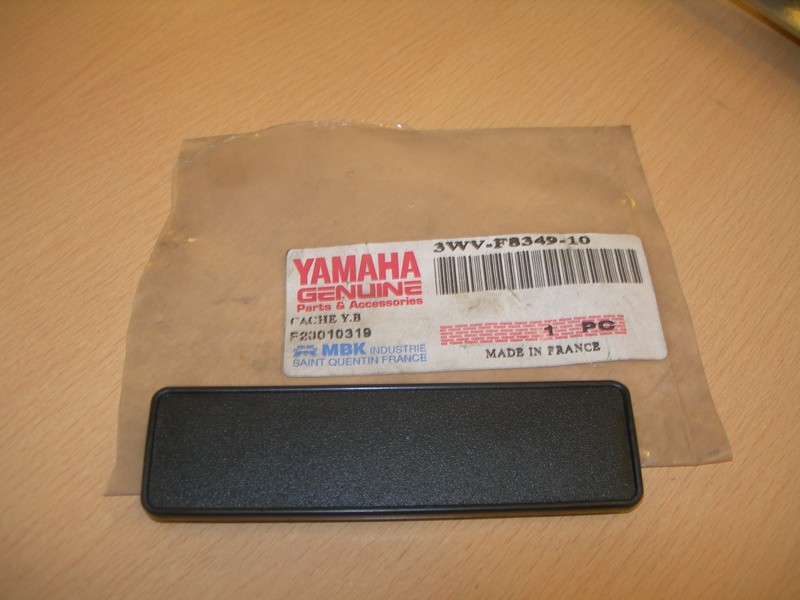 3WV-F8349-10
YAMAHA
GENUINE
Parts & Accessories
CACHE Y.B
F20010319
1 PC
MBK INDUSTRIE
SAINT QUENTIN FRANCE
MADE IN FRANCE